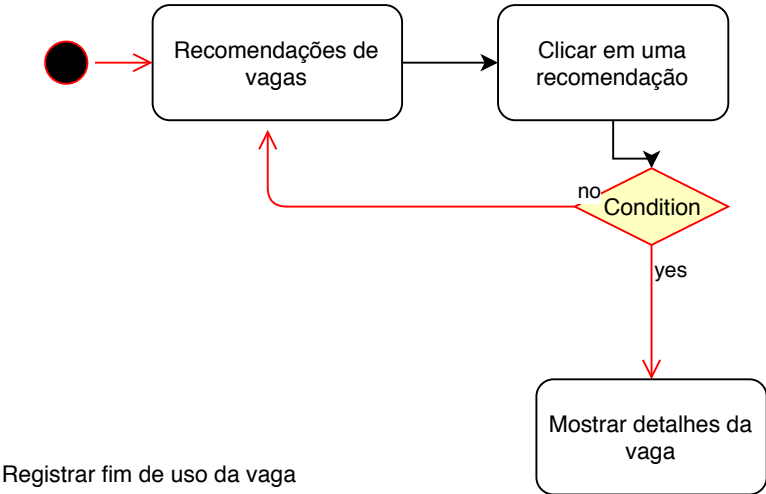 Recomendações de
vagas
Clicar em uma
recomendação
no
Condition
yes
Mostrar detalhes da
vaga
Registrar fim de uso da vaga